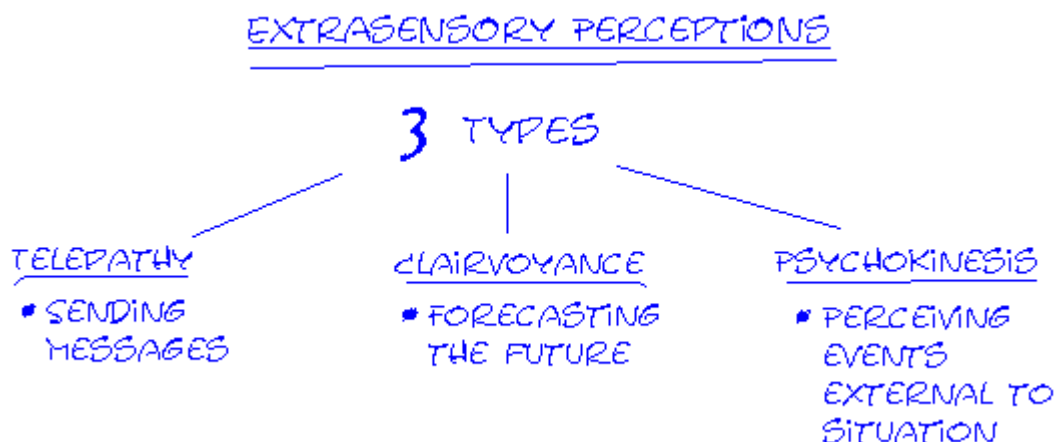 EXTRASENSORY PERCEPTIONS
3 TYPES
TELEPATHY
• SENDING
MESSAGES
CLAIRVOYANCE
• FORECASTING
THE FUTURE
PSYCHOKINESIS
• PERCEIVING
EVENTS
EXTERNAL TO
SITUATION